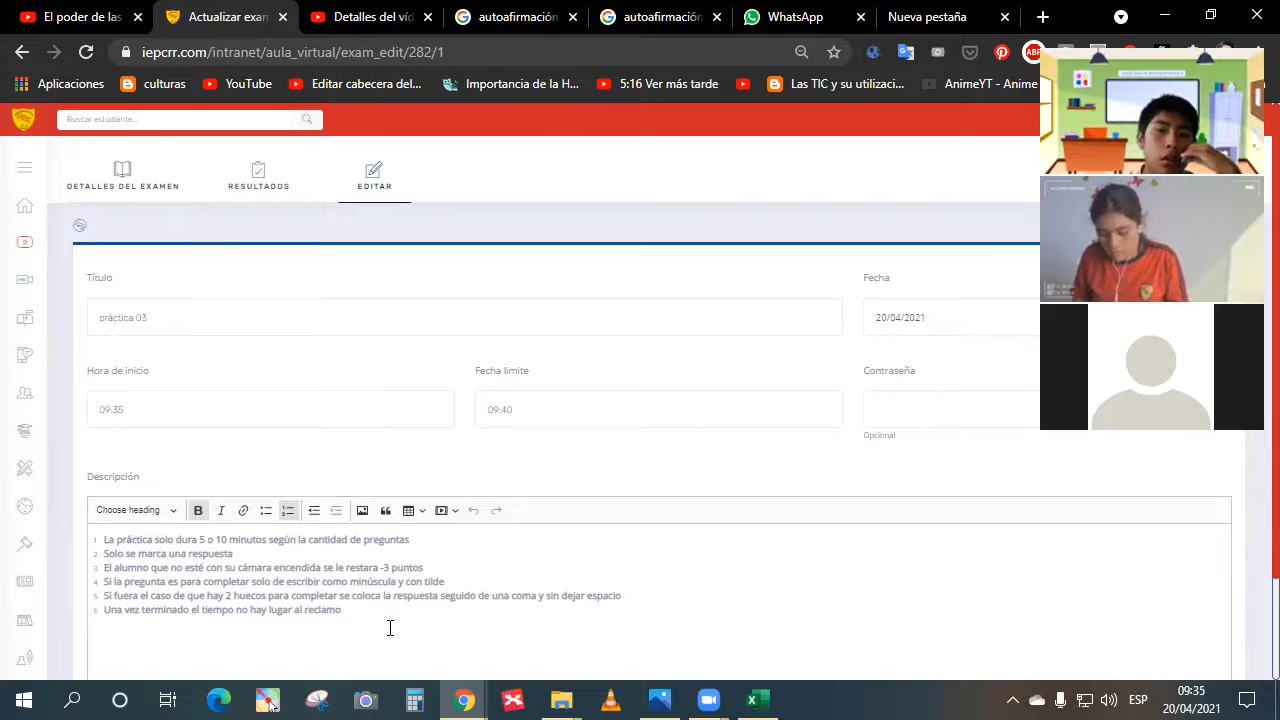 El poder de las
Actualizar exam
Detalles del víd
autoafirmación
autoafirmación
WhatsApp
Nueva pestaña
iepcrr.com/intranet/aula_virtual/exam_edit/282/1
ABP
Aplicaciones
culturas
YouTube
Editar cabecera dom...
omanencia de la H...
5:16 Ver más tarde
Las TIC y su utilizaci...
AnimeYT - Anime
Buscar estudiante...
DETALLES DEL EXAMEN
RESULTADOS
EDITAR
Título
Fecha
práctica 03
20/04/2021
Hora de inicio
Fecha limite
Contraseña
09:35
09:40
Opcional
Descripción
Choose heading
B
I
1 La práctica solo dura 5 o 10 minutos según la cantidad de preguntas
2 Solo se marca una respuesta
3 El alumno que no esté con su cámara encendida se le restara -3 puntos
4 Si la pregunta es para completar solo de escribir como minúscula y con tilde
5 Si fuera el caso de que hay 2 huecos para completar se coloca la respuesta seguido de una coma y sin dejar espacio
6 Una vez terminado el tiempo no hay lugar al reclamo
ESP
09:35
20/04/2021